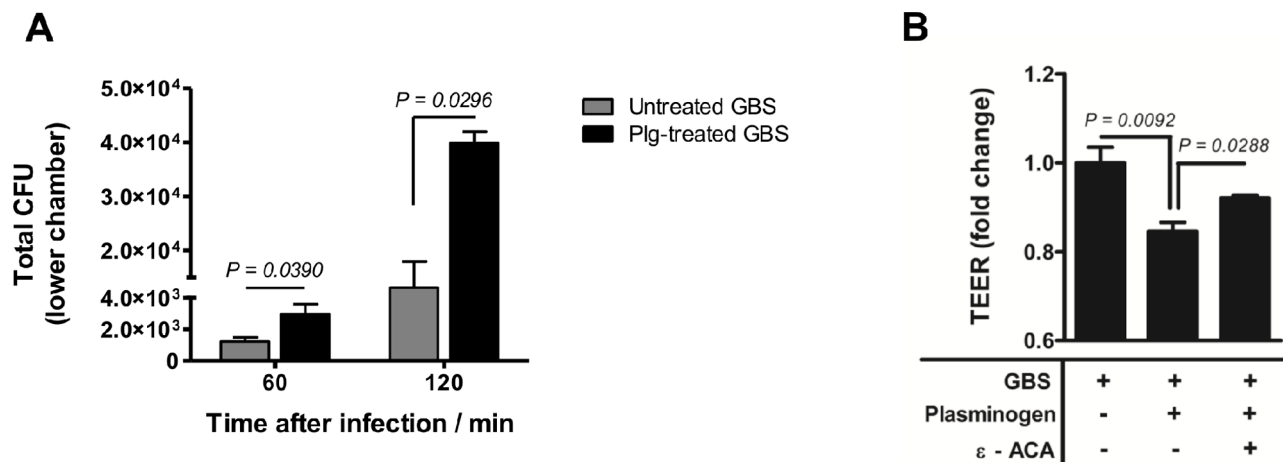 A
Total CFU
(lower chamber)
5.0×10⁴
4.0×10⁴
3.0×10⁴
2.0×10⁴
4.0×10³
2.0×10³
0
P = 0.0390
P = 0.0296
60
120
Time after infection / min
Untreated GBS
Plg-treated GBS
B
TEER (fold change)
1.2
1.0
0.8
0.6
P = 0.0092
P = 0.0288
GBS + + +
Plasminogen - + +
ε - ACA - - +